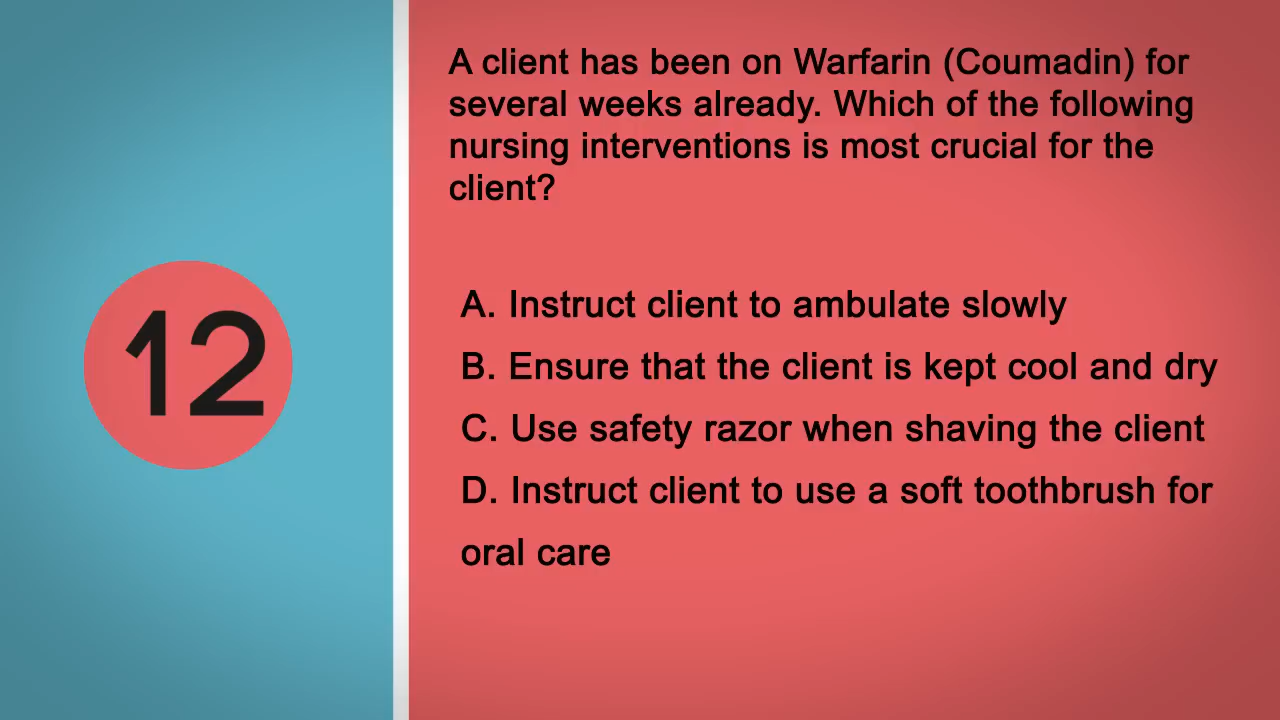 A client has been on Warfarin (Coumadin) for
several weeks already. Which of the following
nursing interventions is most crucial for the
client?
12
A. Instruct client to ambulate slowly
B. Ensure that the client is kept cool and dry
C. Use safety razor when shaving the client
D. Instruct client to use a soft toothbrush for
oral care